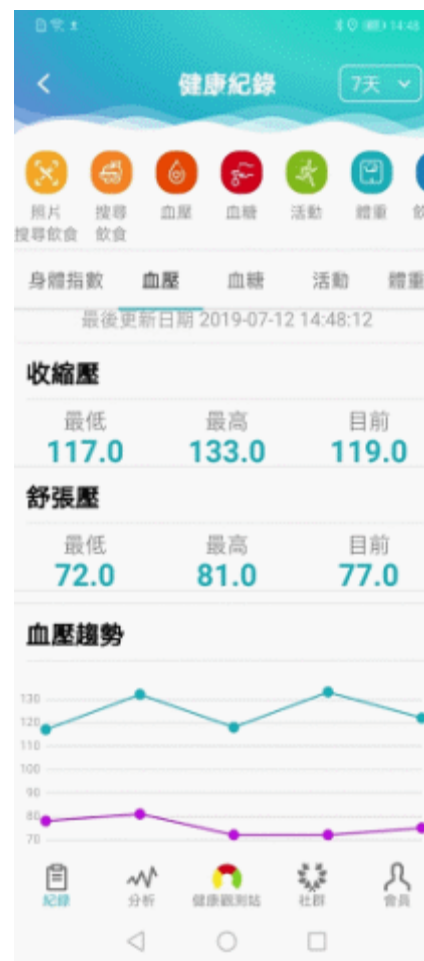 14:48
健康紀錄
7天
照片 搜尋 血壓 血糖 活動 體重 飲
搜尋飲食 飲食
身體指數 血壓 血糖 活動 體重
最後更新日期 2019-07-12 14:48:12
收縮壓
最低 最高 目前
117.0 133.0 119.0
舒張壓
最低 最高 目前
72.0 81.0 77.0
血壓趨勢
130
120
110
100
90
80
70
紀錄 分析 健康觀測站 社群 會員